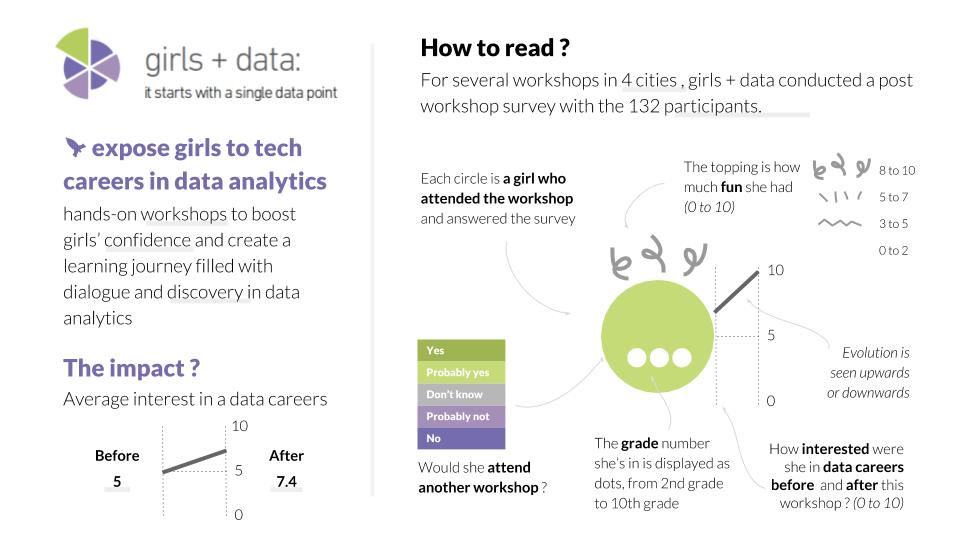 girls + data:
it starts with a single data point
expose girls to tech
careers in data analytics
hands-on workshops to boost
girls' confidence and create a
learning journey filled with
dialogue and discovery in data
analytics
The impact ?
Average interest in a data careers
10
Before
After
5
5
7.4
0
How to read ?
For several workshops in 4 cities , girls + data conducted a post
workshop survey with the 132 participants.
Each circle is a girl who
attended the workshop
and answered the survey
The topping is how
much fun she had
(0 to 10)
8 to 10
5 to 7
3 to 5
0 to 2
10
5
0
Evolution is
seen upwards
or downwards
Yes
Probably yes
Don't know
Probably not
No
Would she attend
another workshop ?
The grade number
she's in is displayed as
dots, from 2nd grade
to 10th grade
How interested were
she in data careers
before and after this
workshop ? (0 to 10)